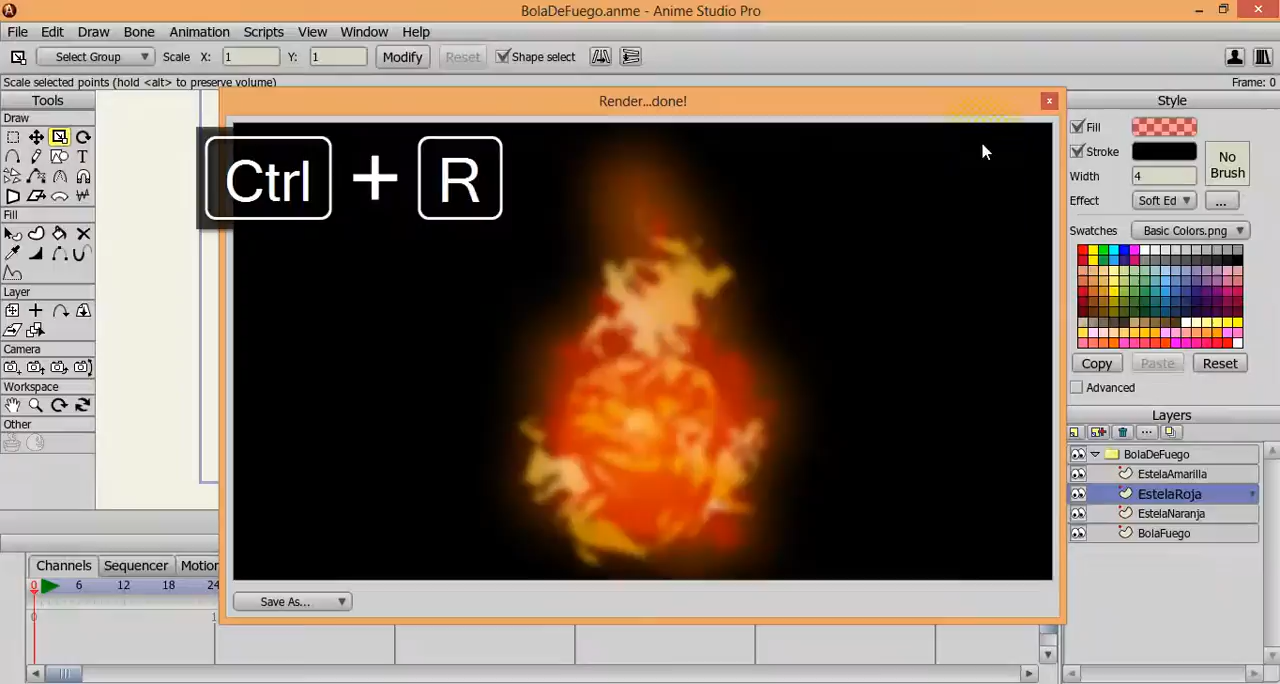 BolaDeFuego.anme - Anime Studio Pro
File Edit Draw Bone Animation Scripts View Window Help
Select Group Scale X: 1 Y: 1 Modify Reset Shape select
Scale selected points (hold <alt> to preserve volume) Frame: 0
Tools
Draw
T
Fill
Layer
Camera
Workspace
Other
Render...done!
Ctrl + R
Save As...
Style
Fill
Stroke
No
Brush
Width 4
Effect Soft Ed ...
Swatches Basic Colors.png
Copy Paste Reset
Advanced
Layers
BolaDeFuego
EstelaAmarilla
EstelaRoja
EstelaNaranja
BolaFuego
Channels Sequencer Motion
0 6 12 18 24
0 1